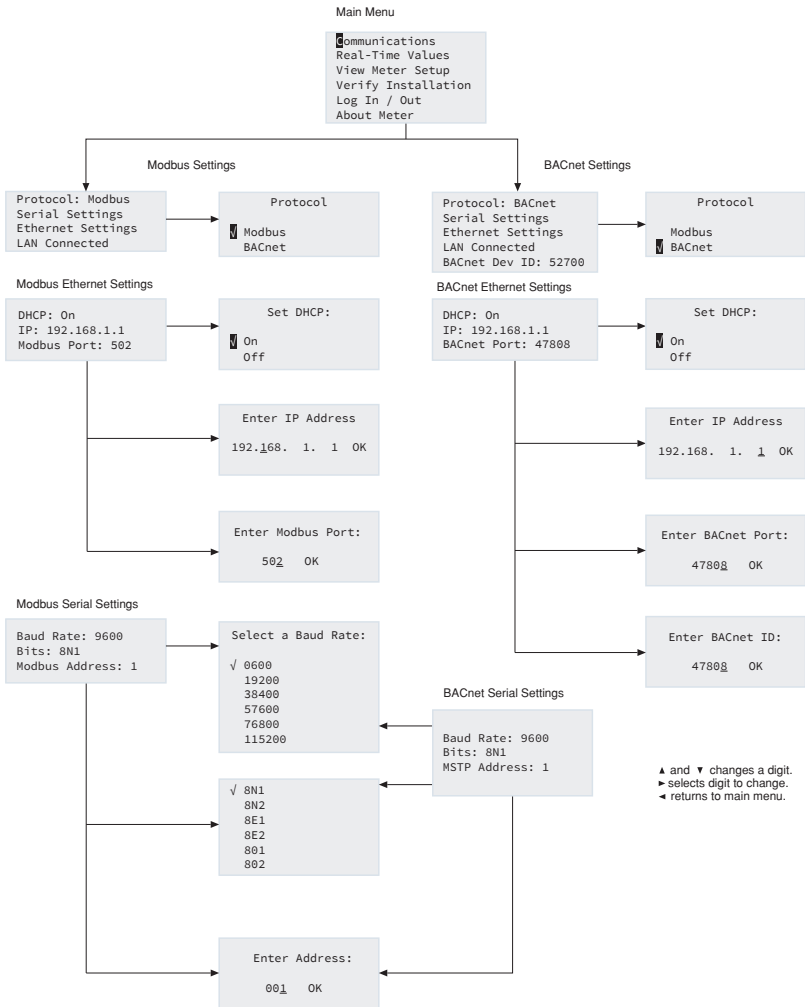 Main Menu
Communications
Real-Time Values
View Meter Setup
Verify Installation
Log In / Out
About Meter
Modbus Settings
BACnet Settings
Protocol: Modbus
Serial Settings
Ethernet Settings
LAN Connected
Protocol
√ Modbus
BACnet
Protocol: BACnet
Serial Settings
Ethernet Settings
LAN Connected
BACnet Dev ID: 52700
Protocol
Modbus
√ BACnet
Modbus Ethernet Settings
DHCP: On
IP: 192.168.1.1
Modbus Port: 502
Set DHCP:
√ On
Off
BACnet Ethernet Settings
DHCP: On
IP: 192.168.1.1
BACnet Port: 47808
Set DHCP:
√ On
Off
Enter IP Address
192.168. 1. 1 OK
Enter IP Address
192.168. 1. 1 OK
Enter Modbus Port:
502 OK
Enter BACnet Port:
47808 OK
Modbus Serial Settings
Baud Rate: 9600
Bits: 8N1
Modbus Address: 1
Select a Baud Rate:
√ 0600
19200
38400
57600
76800
115200
Enter BACnet ID:
47808 OK
BACnet Serial Settings
Baud Rate: 9600
Bits: 8N1
MSTP Address: 1
▲ and ▼ changes a digit.
► selects digit to change.
◄ returns to main menu.
√ 8N1
8N2
8E1
8E2
801
802
Enter Address:
001 OK